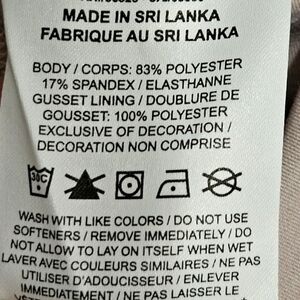 MADE IN SRI LANKA
FABRIQUE AU SRI LANKA
BODY / CORPS: 83% POLYESTER
17% SPANDEX / ELASTHANNE
GUSSET LINING / DOUBLURE DE
GOUSSET: 100% POLYESTER
EXCLUSIVE OF DECORATION /
DECORATION NON COMPRISE
30C
WASH WITH LIKE COLORS / DO NOT USE
SOFTENERS / REMOVE IMMEDIATELY / DO
NOT ALLOW TO LAY ON ITSELF WHEN WET
LAVER AVEC COULEURS SIMILAIRES / NE PAS
UTILISER D'ADOUCISSEUR / ENLEVER
IMMEDIATEMENT / NE PAS LAISSER LE